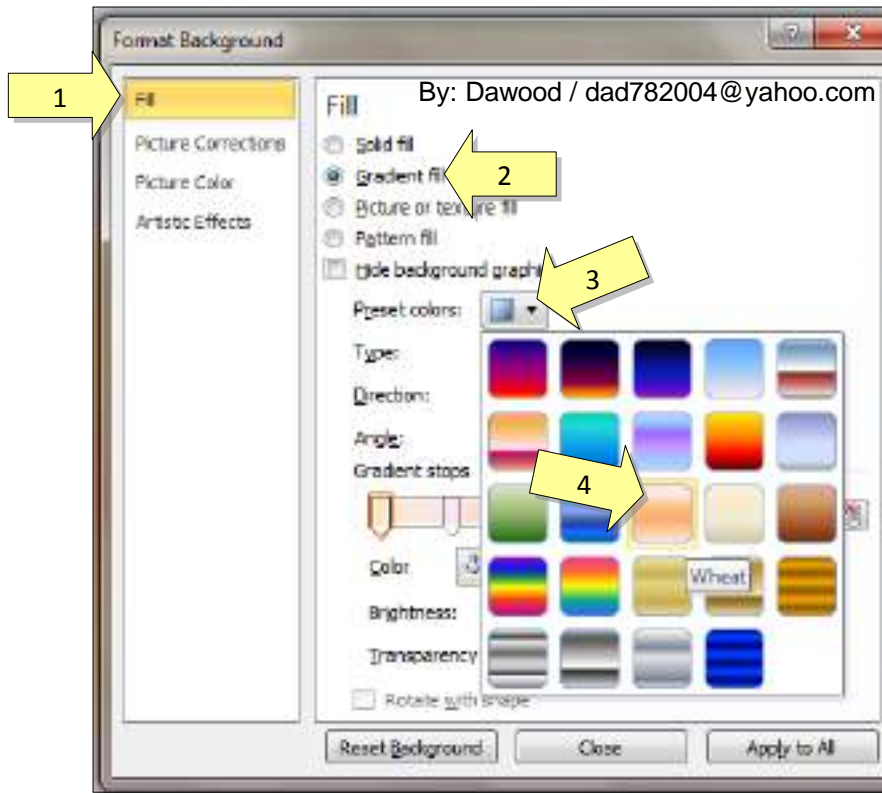 Format Background
1
Fill
Picture Corrections
Picture Color
Artistic Effects
By: Dawood / dad782004@yahoo.com
Fill
Solid fill
Gradient fill
2
Picture or texture fill
Pattern fill
Hide background
3
Preset colors:
Type:
Direction:
Angle:
Gradient stops
4
Color
Wheat
Brightness:
Transparency
Rotate with shape
Reset Background
Close
Apply to All